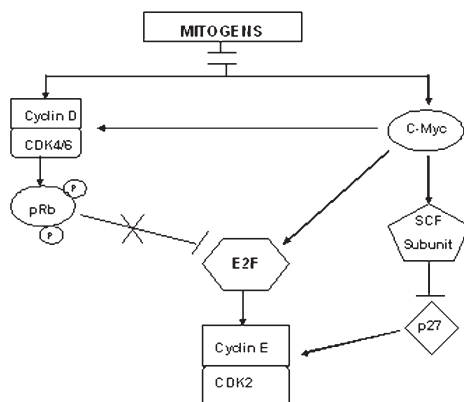 MITOGENS
Cyclin D
CDK4/6
C-Myc
pRb
P
P
SCF
Subunit
E2F
p27
Cyclin E
CDK2